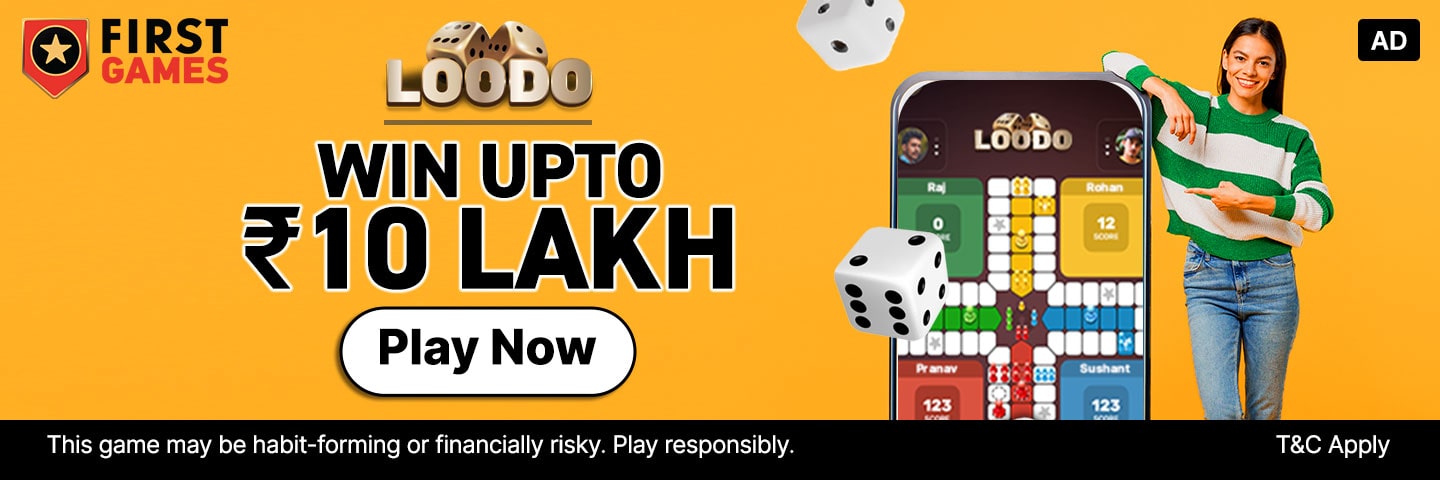 FIRST
GAMES
LOODO
WIN UPTO
₹10 LAKH
Play Now
AD
LOODO
Raj
0
SCORE
Rohan
12
SCORE
Pranav
123
SCORE
Sushant
123
SCORE
This game may be habit-forming or financially risky. Play responsibly.
T&C Apply